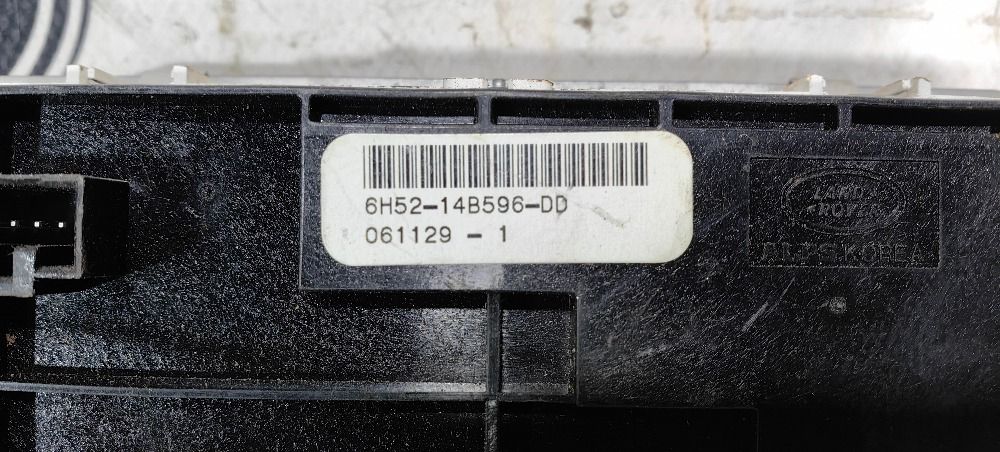 6H52-14B596-DD
061129 - 1
LAND
ROVER
ALPS KOREA